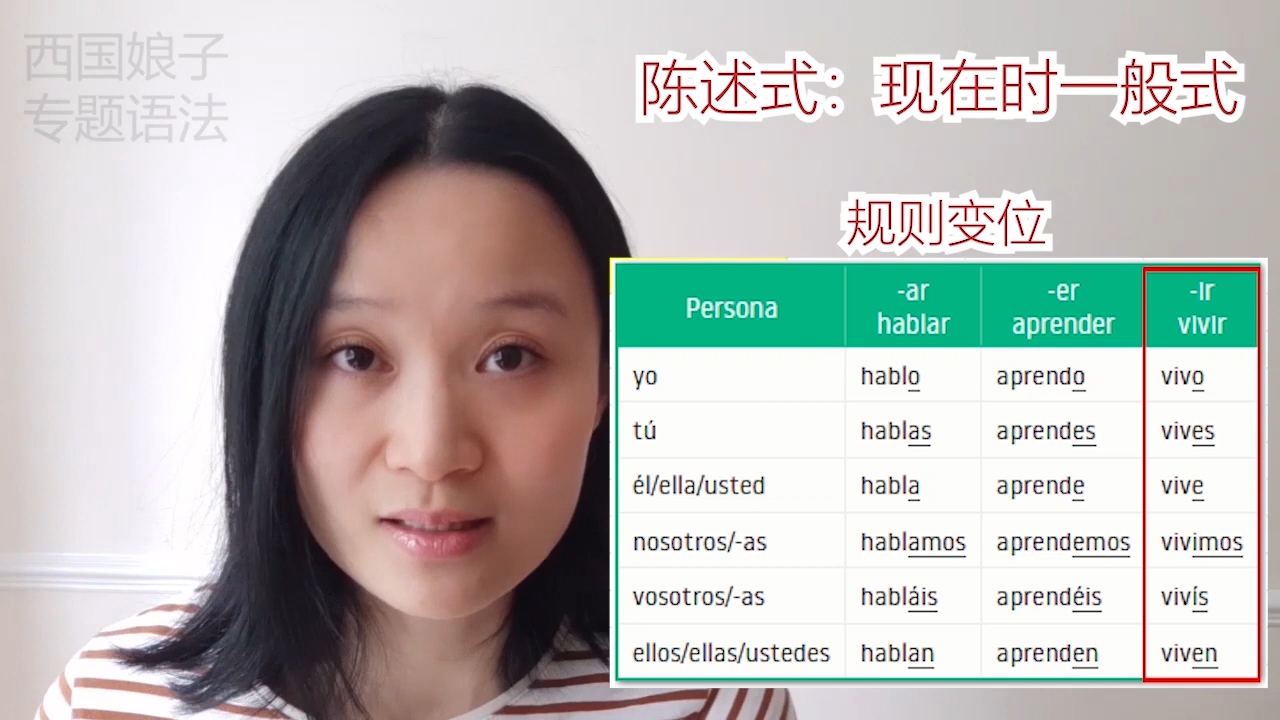 西国娘子
专题语法
陈述式：现在时一般式
规则变位
Persona -ar hablar -er aprender -ir vivir
yo hablo aprendo vivo
tú hablas aprendes vives
él/ella/usted habla aprende vive
nosotros/-as hablamos aprendemos vivimos
vosotros/-as habláis aprendéis vivís
ellos/ellas/ustedes hablan aprenden viven